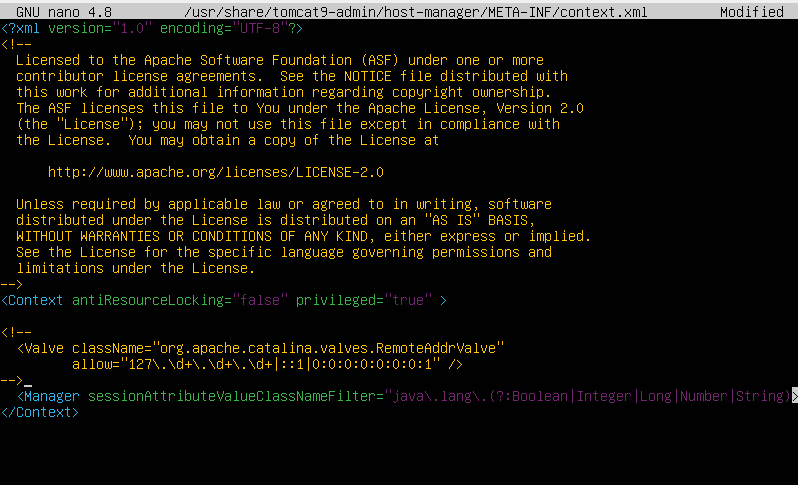 GNU nano 4.8 /usr/share/tomcat9-admin/host-manager/META-INF/context.xml Modified
<?xml version="1.0" encoding="UTF-8"?>
<!--
  Licensed to the Apache Software Foundation (ASF) under one or more
  contributor license agreements.  See the NOTICE file distributed with
  this work for additional information regarding copyright ownership.
  The ASF licenses this file to You under the Apache License, Version 2.0
  (the "License"); you may not use this file except in compliance with
  the License.  You may obtain a copy of the License at

      http://www.apache.org/licenses/LICENSE-2.0

  Unless required by applicable law or agreed to in writing, software
  distributed under the License is distributed on an "AS IS" BASIS,
  WITHOUT WARRANTIES OR CONDITIONS OF ANY KIND, either express or implied.
  See the License for the specific language governing permissions and
  limitations under the License.
-->
<Context antiResourceLocking="false" privileged="true" >

<!--
  <Valve className="org.apache.catalina.valves.RemoteAddrValve"
         allow="127\.\d+\.\d+\.\d+|::1|0:0:0:0:0:0:0:1" />
-->
  <Manager sessionAttributeValueClassNameFilter="java\.lang\.(?:Boolean|Integer|Long|Number|String)>
</Context>